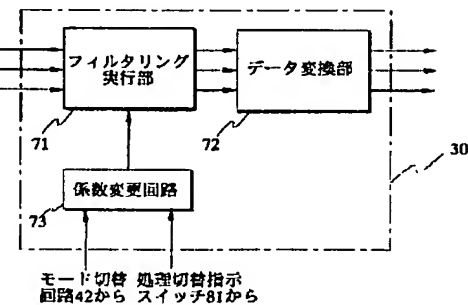 フィルタリング
実行部
データ変換部
71
72
30
係数変更回路
73
モード切替 処理切替指示
回路42から スイッチ81から